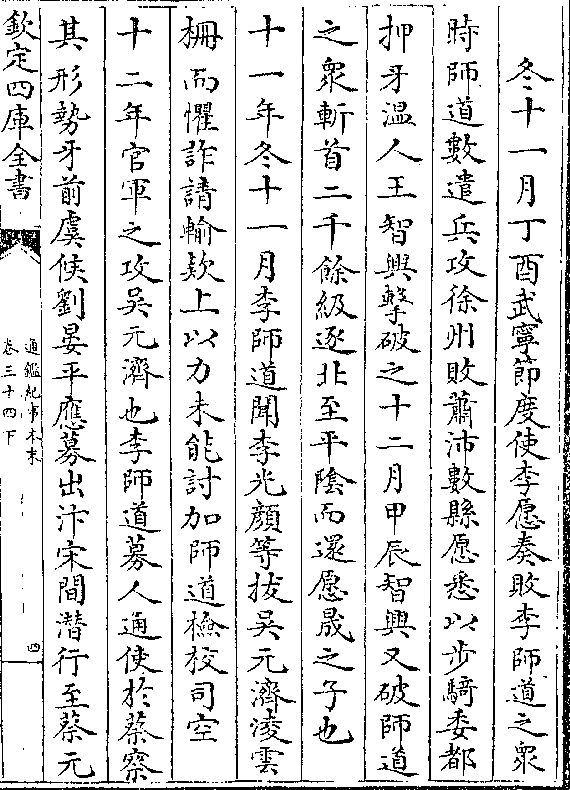 冬十一月丁酉武寧節度使李愿奏敗李師道之衆
時師道數遣兵攻徐州敗蕭沛數縣愿悉以步騎委都
押牙溫人王智興擊破之十二月甲辰智興又破師道
之衆斬首二千餘級逐北至平陰而還愿晟之子也
十一年冬十一月李師道聞李光顔等拔吳元濟淩雲
柵而懼詐請輸欵上以力未能討加師道檢校司空
十二年官軍之攻吳元濟也李師道募人通使於蔡察
其形勢牙前虞候劉晏平應募出汴宋間潜行至蔡元
欽定四庫全書
通鑑紀事本末
卷三十四下
四